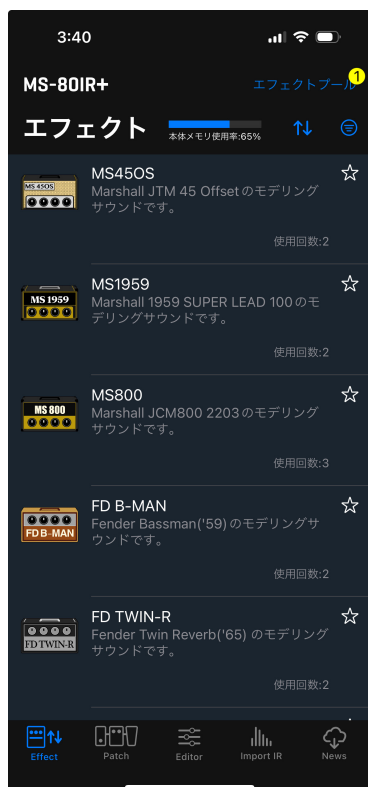 3:40
MS-80IR+
エフェクトプール
1
エフェクト
本体メモリ使用率:65%
MS 45OS
MS45OS
Marshall JTM 45 Offsetのモデリング
サウンドです。
使用回数:2
MS 1959
MS1959
Marshall 1959 SUPER LEAD 100のモ
デリングサウンドです。
使用回数:2
MS 800
MS800
Marshall JCM800 2203のモデリング
サウンドです。
使用回数:3
FD B-MAN
FD B-MAN
Fender Bassman('59)のモデリングサ
ウンドです。
使用回数:2
FD TWIN-R
FD TWIN-R
Fender Twin Reverb('65) のモデリング
サウンドです。
使用回数:2
Effect
Patch
Editor
Import IR
News